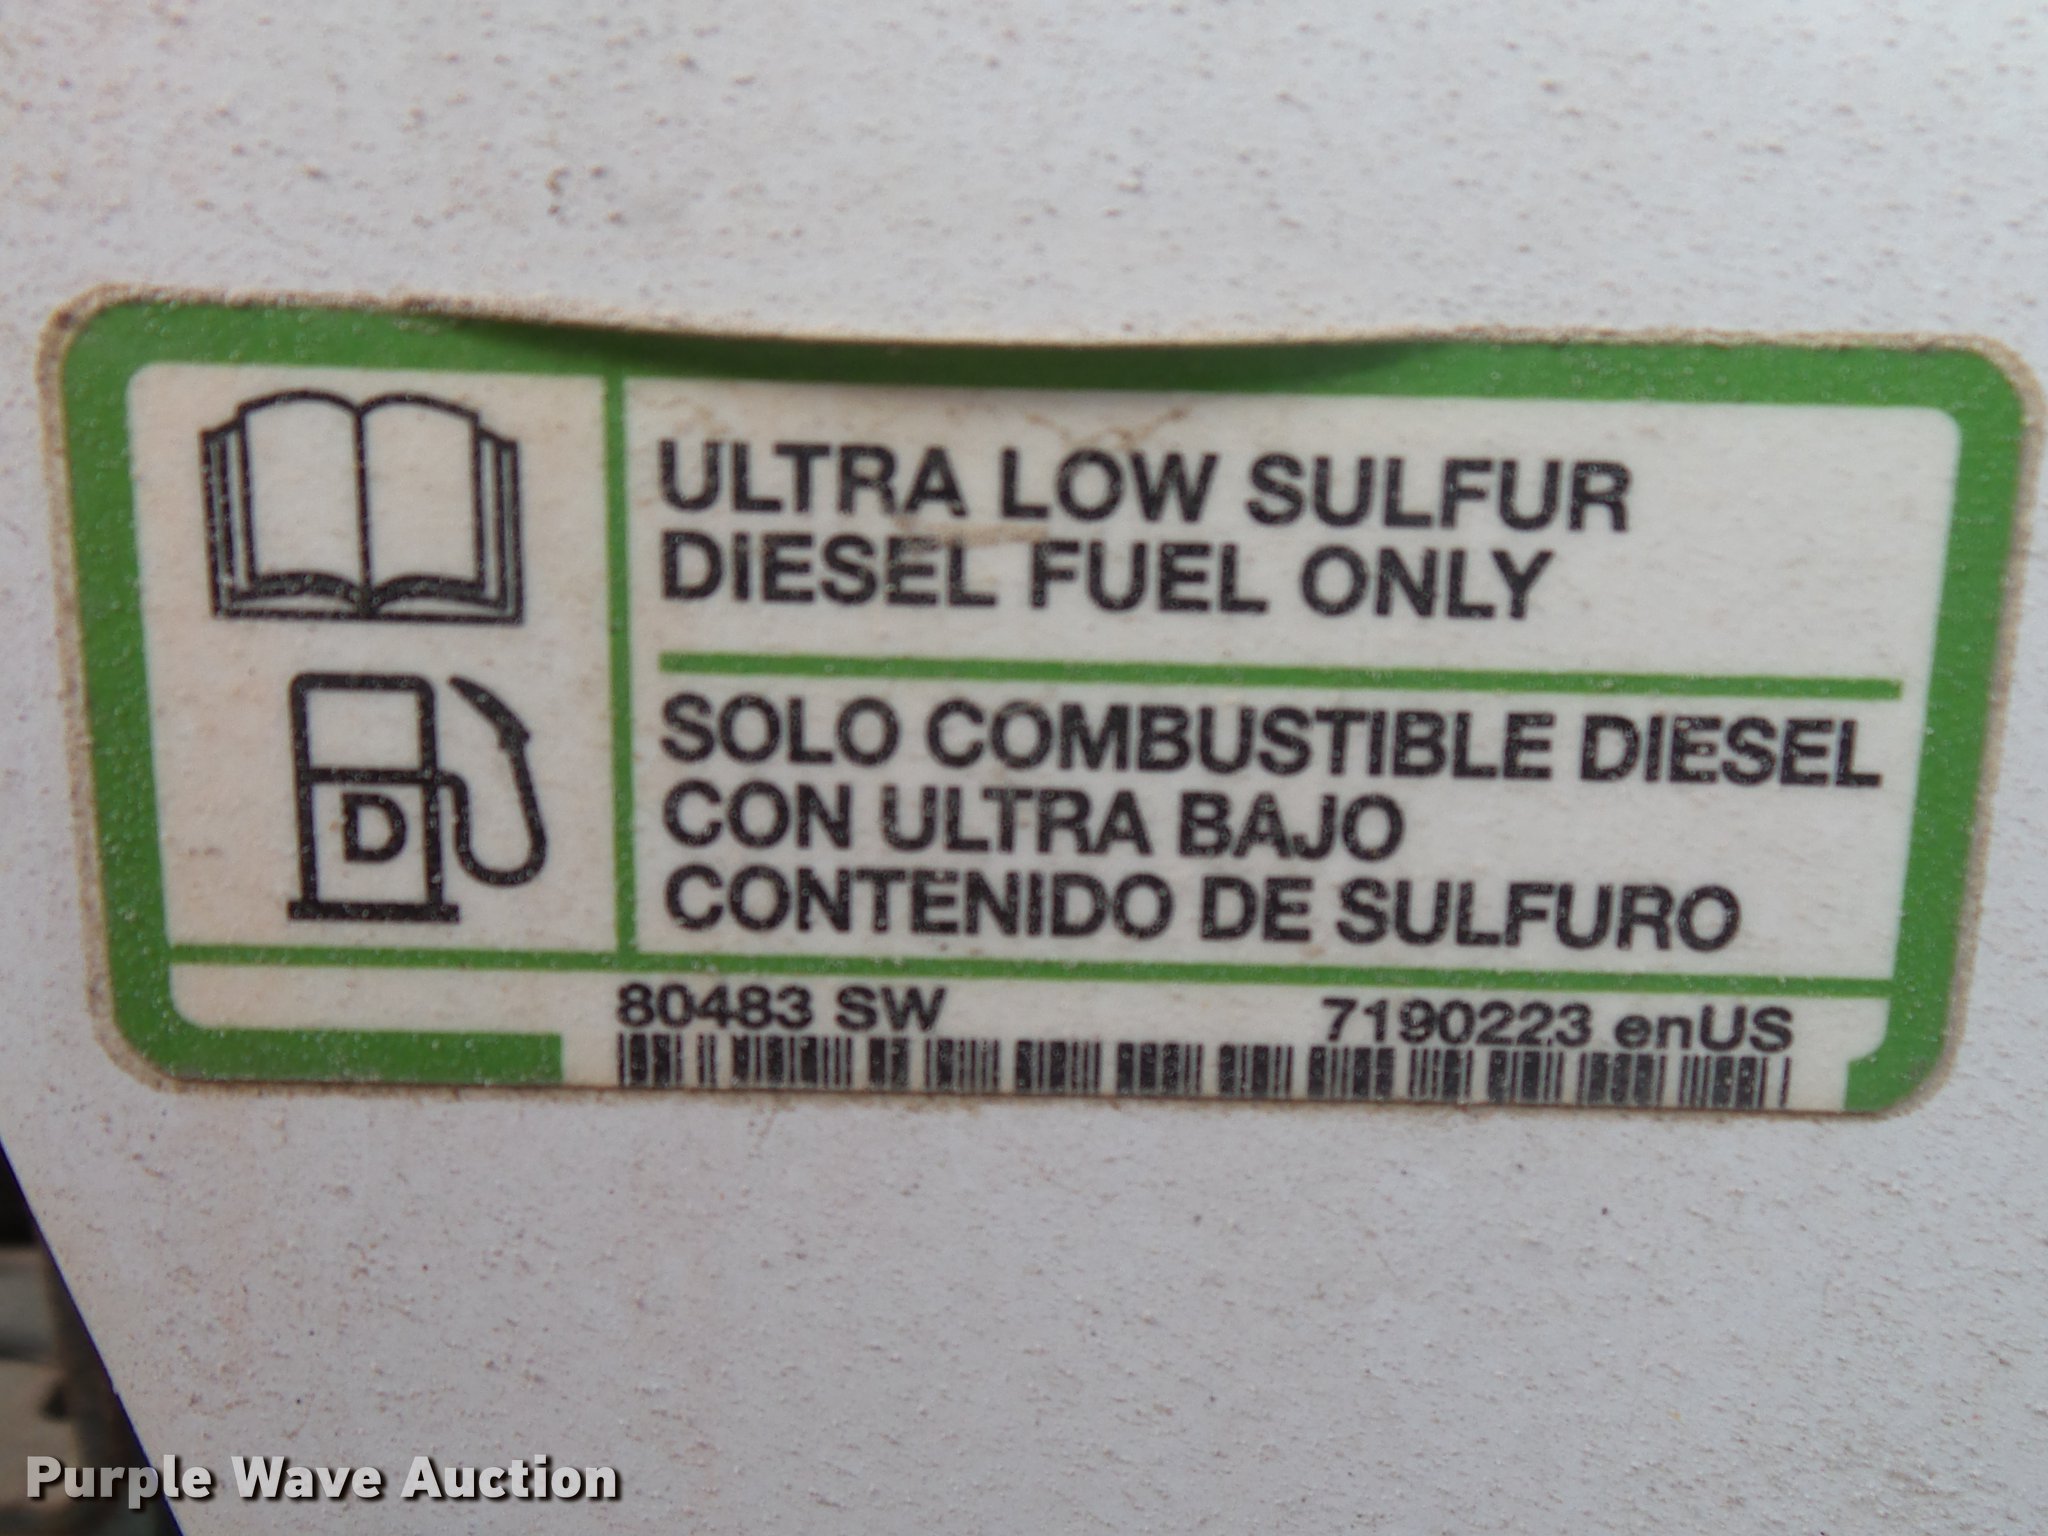 ULTRA LOW SULFUR
DIESEL FUEL ONLY
D
SOLO COMBUSTIBLE DIESEL
CON ULTRA BAJO
CONTENIDO DE SULFURO
80483 SW 7190223 enUS
Purple Wave Auction